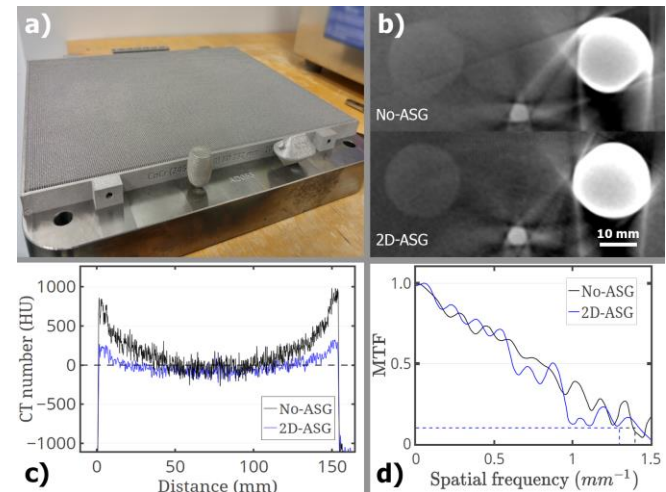 a)
b)
No-ASG
2D-ASG
10 mm
CT number (HU)
1000
500
0
−500
−1000
No-ASG
2D-ASG
c)
0
50
100
150
Distance (mm)
MTF
1.0
0.5
0
No-ASG
2D-ASG
d)
0
0.5
1
1.5
Spatial frequency (mm⁻¹)